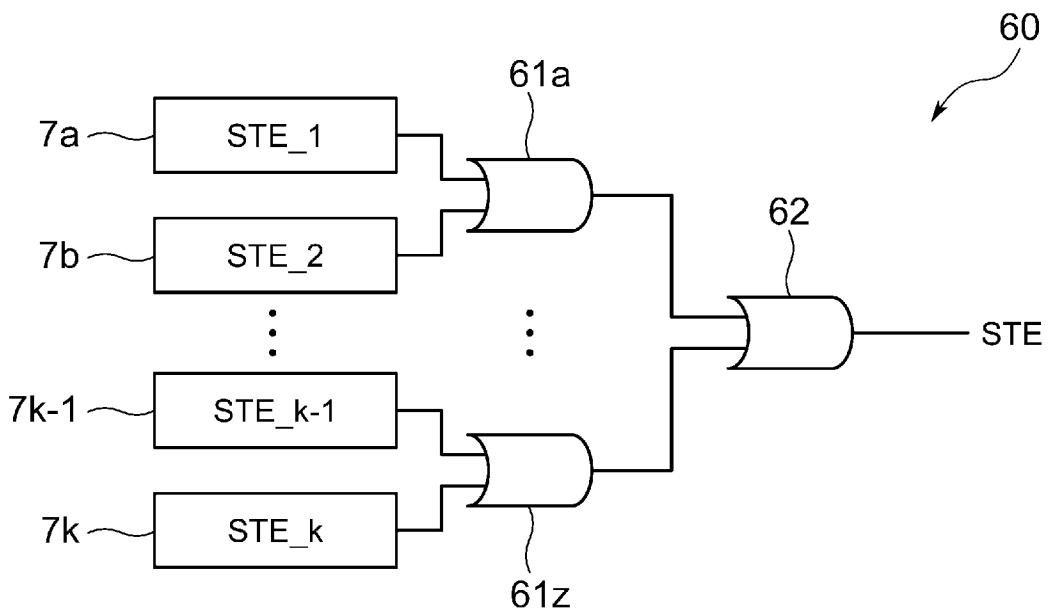 60
61a
7a
STE_1
62
7b
STE_2
STE
7k-1
STE_k-1
7k
STE_k
61z